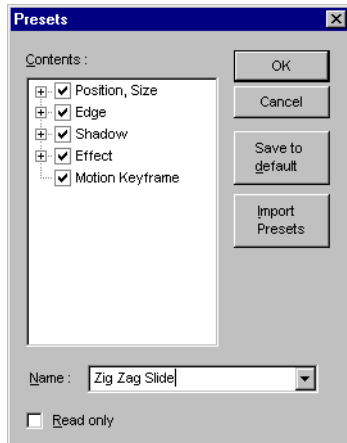 Presets
Contents :
Position, Size
Edge
Shadow
Effect
Motion Keyframe
OK
Cancel
Save to
default
Import
Presets
Name : Zig Zag Slide
Read only